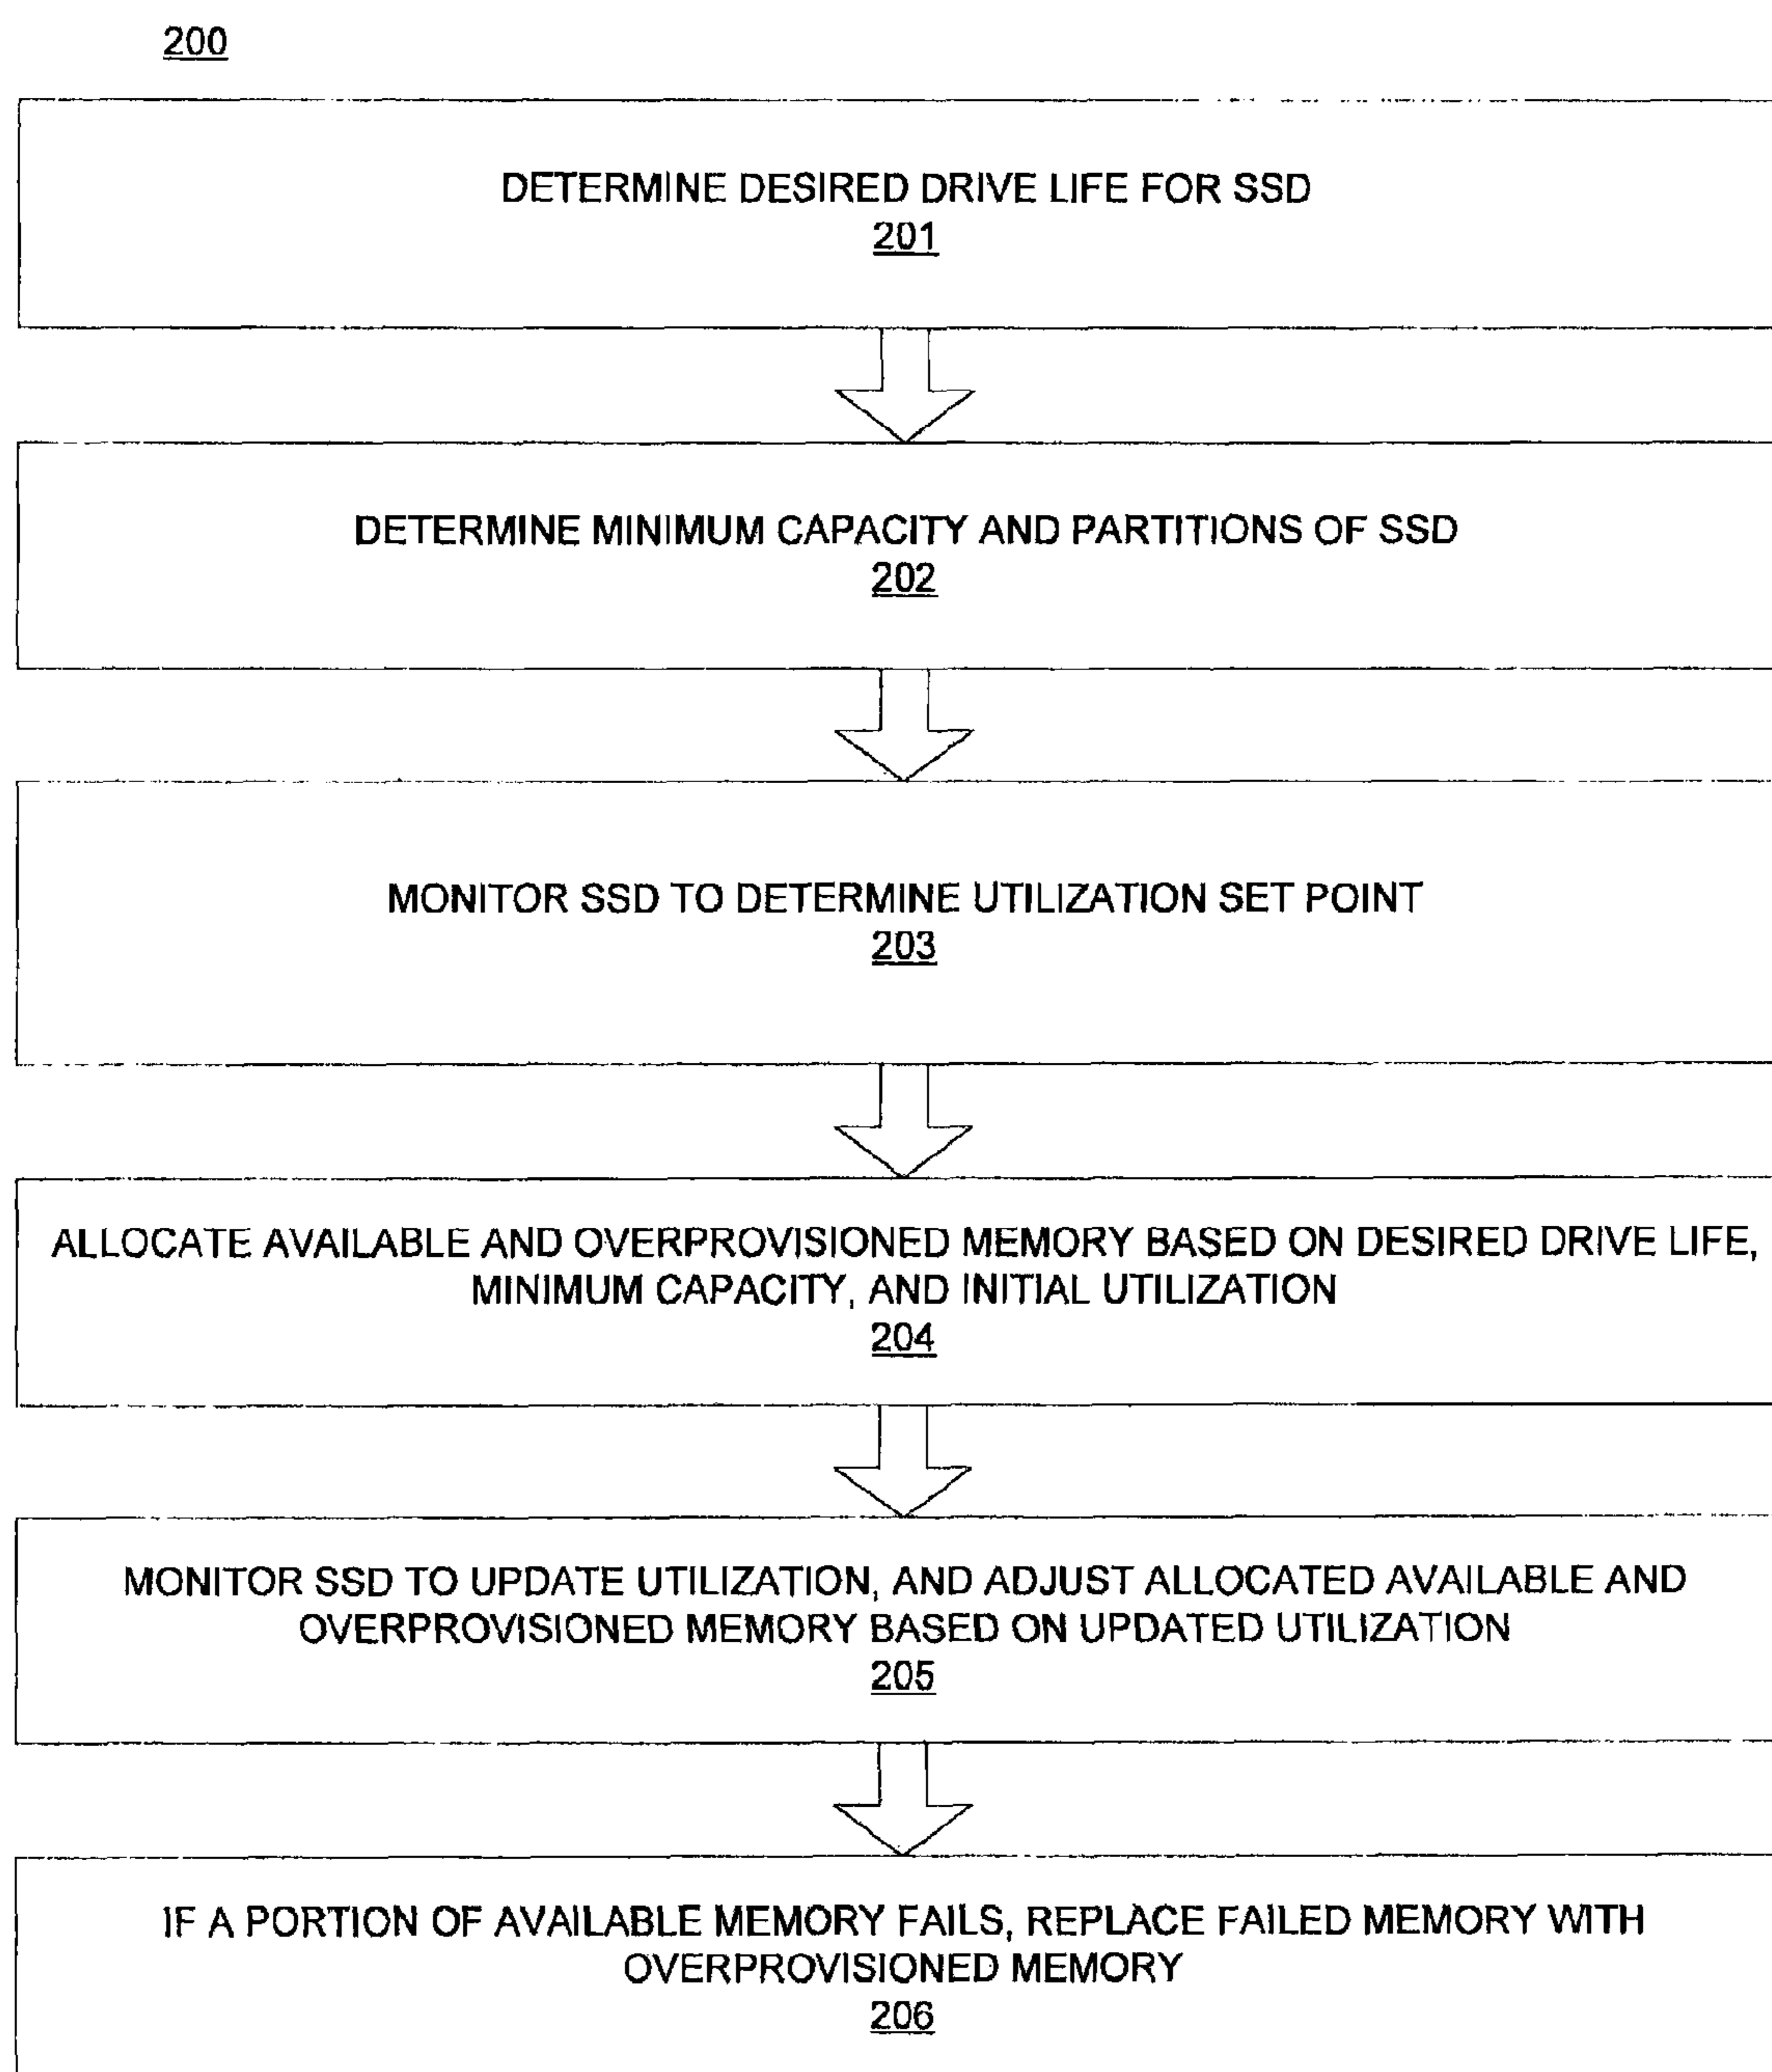 200
DETERMINE DESIRED DRIVE LIFE FOR SSD
201
DETERMINE MINIMUM CAPACITY AND PARTITIONS OF SSD
202
MONITOR SSD TO DETERMINE UTILIZATION SET POINT
203
ALLOCATE AVAILABLE AND OVERPROVISIONED MEMORY BASED ON DESIRED DRIVE LIFE,
MINIMUM CAPACITY, AND INITIAL UTILIZATION
204
MONITOR SSD TO UPDATE UTILIZATION, AND ADJUST ALLOCATED AVAILABLE AND
OVERPROVISIONED MEMORY BASED ON UPDATED UTILIZATION
205
IF A PORTION OF AVAILABLE MEMORY FAILS, REPLACE FAILED MEMORY WITH
OVERPROVISIONED MEMORY
206